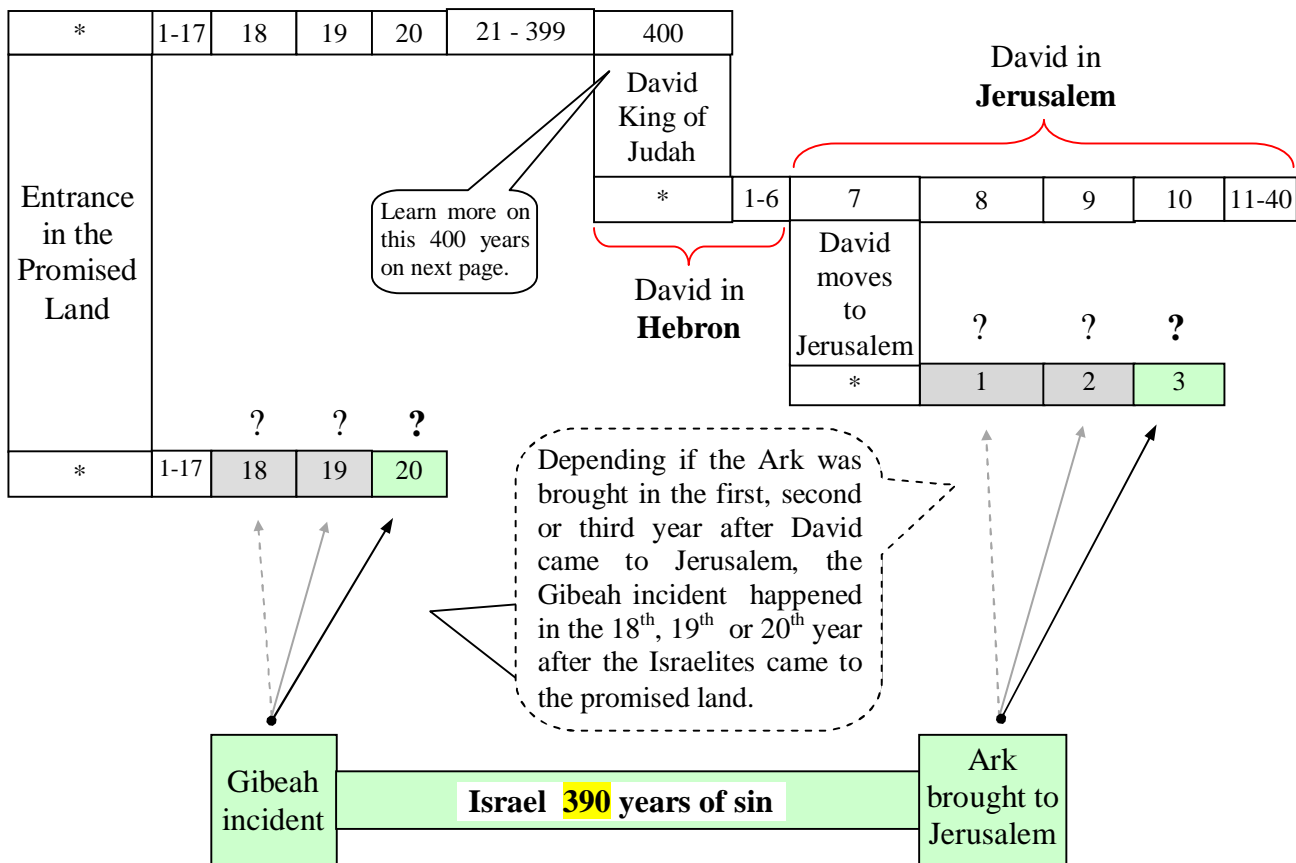 * 1-17 18 19 20 21 - 399 400
David in
Jerusalem
David
King of
Judah
Entrance
in the
Promised
Land
Learn more on
this 400 years
on next page.
* 1-6 7 8 9 10 11-40
David in
Hebron
David
moves
to
Jerusalem
? ? ?
* 1 2 3
? ? ?
* 1-17 18 19 20
Depending if the Ark was
brought in the first, second
or third year after David
came to Jerusalem, the
Gibeah incident happened
in the 18th, 19th or 20th year
after the Israelites came to
the promised land.
Gibeah
incident
Israel 390 years of sin
Ark
brought to
Jerusalem